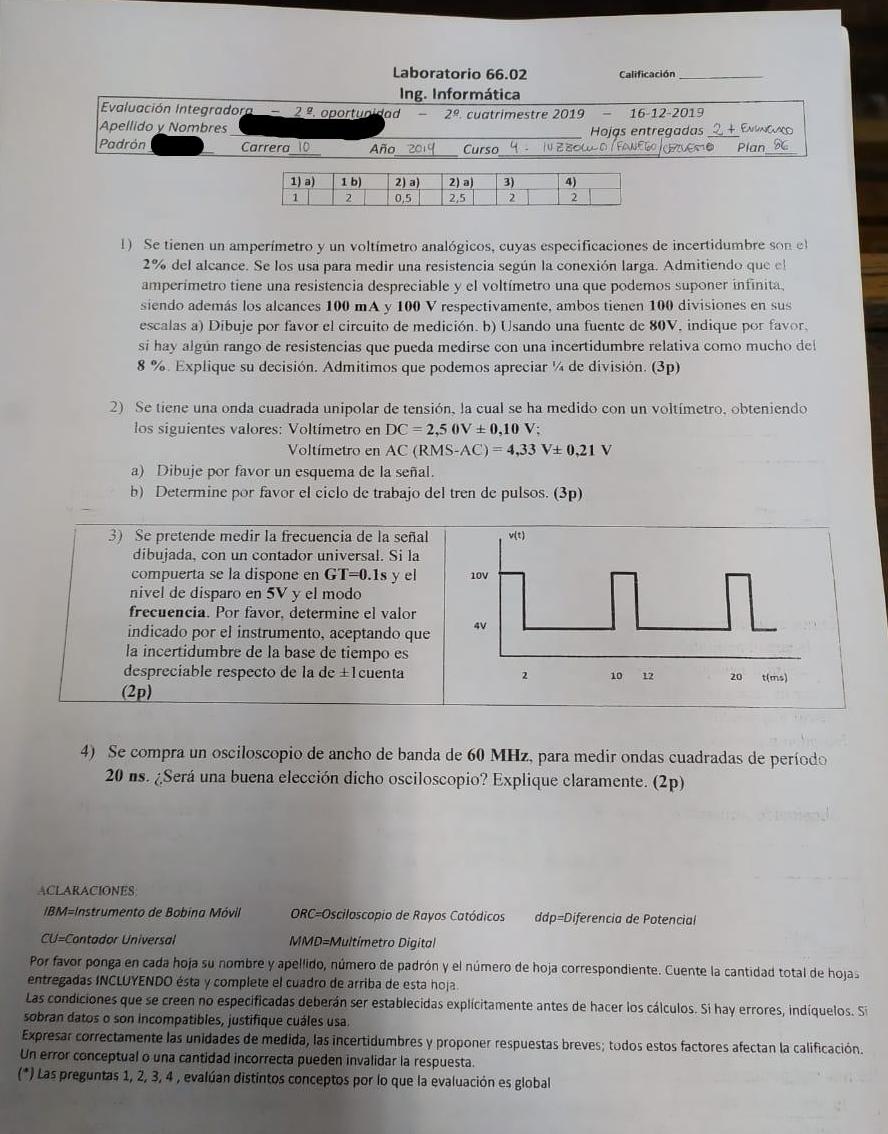 Laboratorio 66.02
Calificación
Ing. Informática
Evaluación Integradora – 2ª. oportunidad – 2º. cuatrimestre 2019 – 16-12-2019
Apellido y Nombres Hojas entregadas 2 + ENUNCIADO
Padrón Carrera 10 Año 2019 Curso 4 - Plan 86
1) a) 1 b) 2) a) 2) a) 3) 4)
1 2 0,5 2,5 2 2
1) Se tienen un amperímetro y un voltímetro analógicos, cuyas especificaciones de incertidumbre son el
2% del alcance. Se los usa para medir una resistencia según la conexión larga. Admitiendo que el
amperímetro tiene una resistencia despreciable y el voltímetro una que podemos suponer infinita,
siendo además los alcances 100 mA y 100 V respectivamente, ambos tienen 100 divisiones en sus
escalas a) Dibuje por favor el circuito de medición. b) Usando una fuente de 80V, indique por favor,
si hay algún rango de resistencias que pueda medirse con una incertidumbre relativa como mucho del
8 %. Explique su decisión. Admitimos que podemos apreciar ¼ de división. (3p)
2) Se tiene una onda cuadrada unipolar de tensión, la cual se ha medido con un voltímetro, obteniendo
los siguientes valores: Voltímetro en DC = 2,5 0V ± 0,10 V;
Voltímetro en AC (RMS-AC) = 4,33 V± 0,21 V
a) Dibuje por favor un esquema de la señal.
b) Determine por favor el ciclo de trabajo del tren de pulsos. (3p)
3) Se pretende medir la frecuencia de la señal
dibujada, con un contador universal. Si la
compuerta se la dispone en GT=0.1s y el
nivel de disparo en 5V y el modo
frecuencia. Por favor, determine el valor
indicado por el instrumento, aceptando que
la incertidumbre de la base de tiempo es
despreciable respecto de la de ±1cuenta
(2p)
v(t)
10V
4V
2 10 12 20 t(ms)
4) Se compra un osciloscopio de ancho de banda de 60 MHz, para medir ondas cuadradas de período
20 ns. ¿Será una buena elección dicho osciloscopio? Explique claramente. (2p)
ACLARACIONES:
IBM=Instrumento de Bobina Móvil ORC=Osciloscopio de Rayos Catódicos ddp=Diferencia de Potencial
CU=Contador Universal MMD=Multímetro Digital
Por favor ponga en cada hoja su nombre y apellido, número de padrón y el número de hoja correspondiente. Cuente la cantidad total de hojas
entregadas INCLUYENDO ésta y complete el cuadro de arriba de esta hoja.
Las condiciones que se creen no especificadas deberán ser establecidas explícitamente antes de hacer los cálculos. Si hay errores, indíquelos. Si
sobran datos o son incompatibles, justifique cuáles usa.
Expresar correctamente las unidades de medida, las incertidumbres y proponer respuestas breves; todos estos factores afectan la calificación.
Un error conceptual o una cantidad incorrecta pueden invalidar la respuesta.
(*) Las preguntas 1, 2, 3, 4 , evalúan distintos conceptos por lo que la evaluación es global